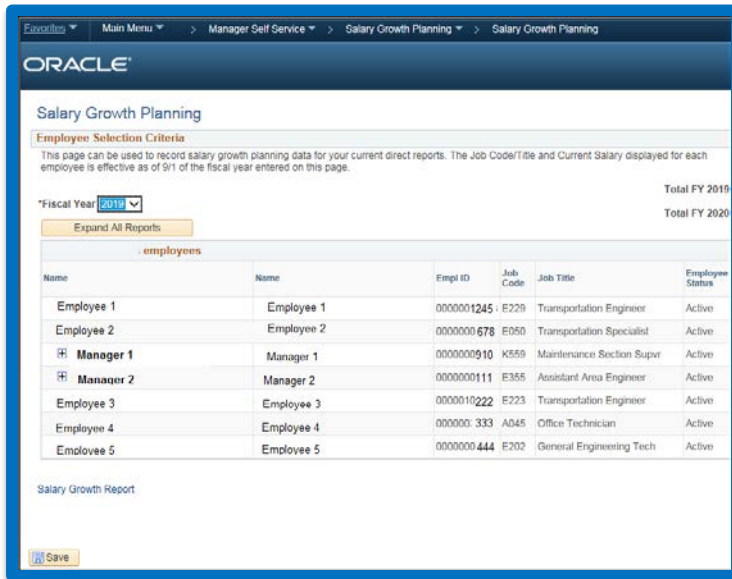 Favorites Main Menu > Manager Self Service > Salary Growth Planning > Salary Growth Planning
ORACLE
Salary Growth Planning
Employee Selection Criteria
This page can be used to record salary growth planning data for your current direct reports. The Job Code/Title and Current Salary displayed for each
employee is effective as of 9/1 of the fiscal year entered on this page.
Total FY 2019
*Fiscal Year 2019
Total FY 2020
Expand All Reports
employees
Name Name Empl ID Job Code Job Title Employee Status
Employee 1 Employee 1 0000001245 E229 Transportation Engineer Active
Employee 2 Employee 2 0000000 678 E050 Transportation Specialist Active
Manager 1 Manager 1 0000000910 K559 Maintenance Section Supvr Active
Manager 2 Manager 2 0000000111 E355 Assistant Area Engineer Active
Employee 3 Employee 3 0000010222 E223 Transportation Engineer Active
Employee 4 Employee 4 000000 333 A045 Office Technician Active
Employee 5 Employee 5 0000000 444 E202 General Engineering Tech Active
Salary Growth Report
Save